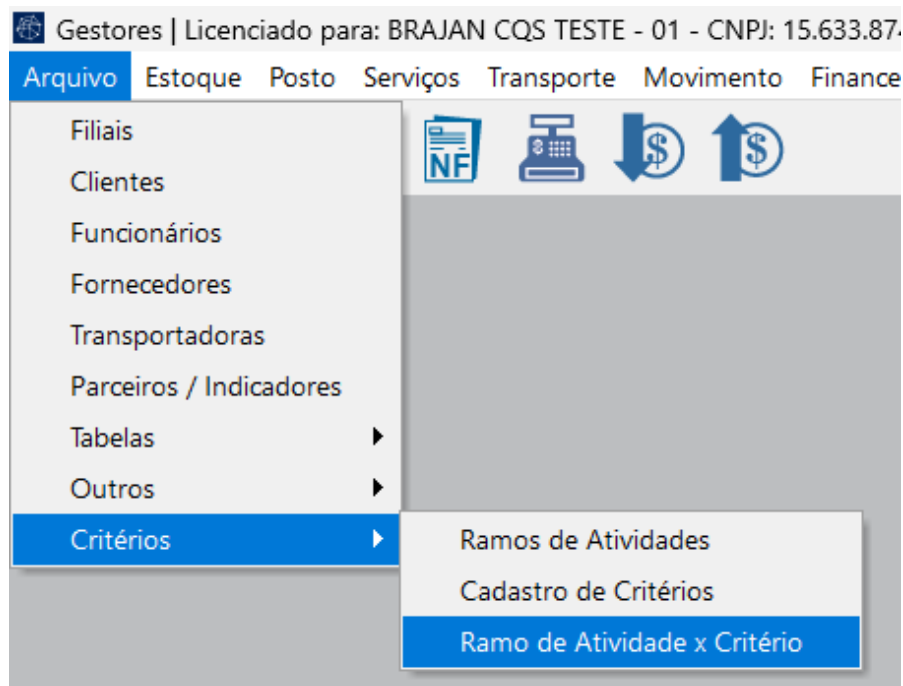 Gestores | Licenciado para: BRAJAN CQS TESTE - 01 - CNPJ: 15.633.874
Arquivo Estoque Posto Serviços Transporte Movimento Finance
NF
Filiais
Clientes
Funcionários
Fornecedores
Transportadoras
Parceiros / Indicadores
Tabelas
Outros
Critérios
Ramos de Atividades
Cadastro de Critérios
Ramo de Atividade x Critério